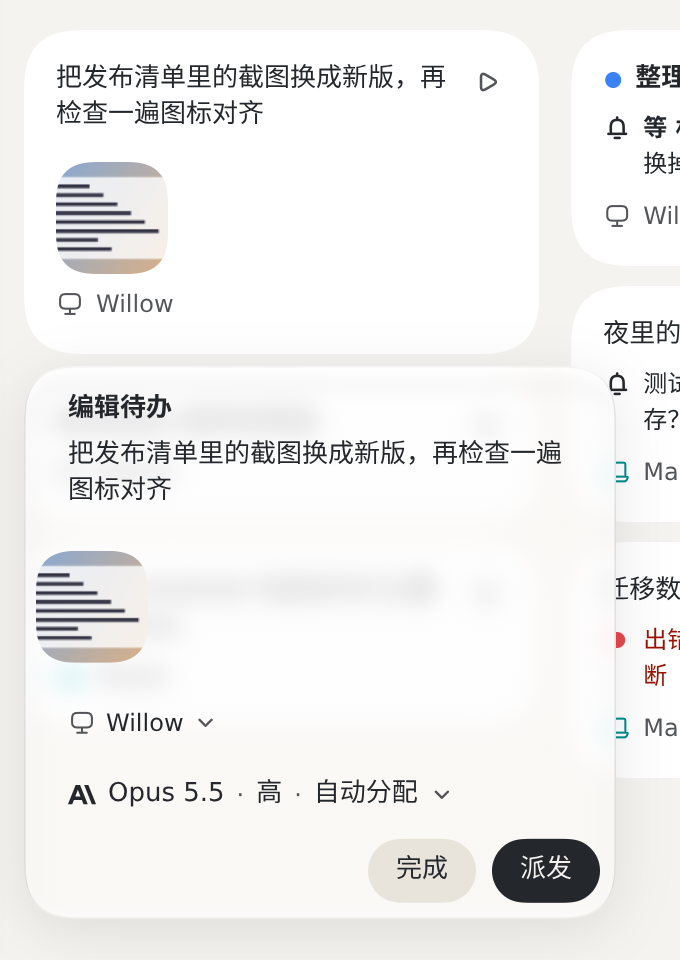 把发布清单里的截图换成新版，再
检查一遍图标对齐
Willow
编辑待办
把发布清单里的截图换成新版，再检查一遍
图标对齐
Willow
Opus 5.5 · 高 · 自动分配
完成
派发
整理
等
换掉
Wil
夜里的
测试
存?
Ma
迁移数
出错
断
Ma